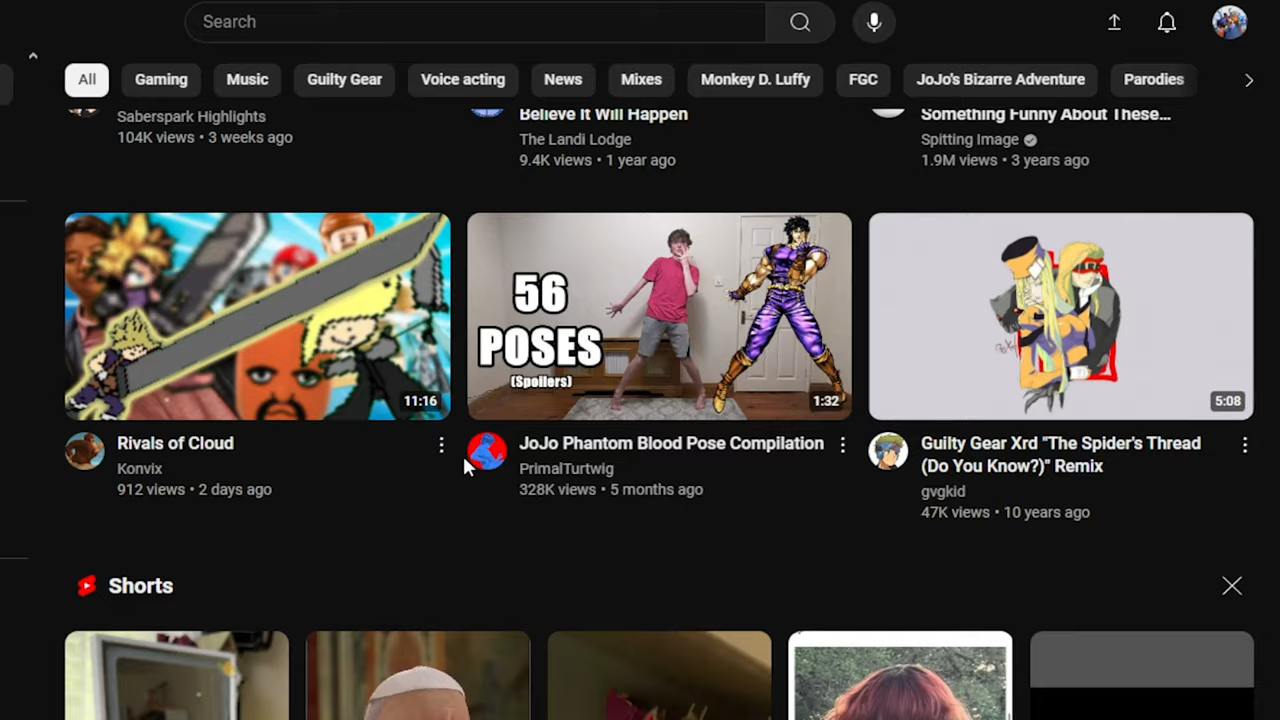 Search
All
Gaming
Music
Guilty Gear
Voice acting
News
Mixes
Monkey D. Luffy
FGC
JoJo's Bizarre Adventure
Parodies
Saberspark Highlights
104K views • 3 weeks ago
Believe It Will Happen
The Landi Lodge
9.4K views • 1 year ago
Something Funny About These...
Spitting Image
1.9M views • 3 years ago
11:16
56
POSES
(Spoilers)
1:32
5:08
Rivals of Cloud
Konvix
912 views • 2 days ago
JoJo Phantom Blood Pose Compilation
PrimalTurtwig
328K views • 5 months ago
Guilty Gear Xrd "The Spider's Thread
(Do You Know?)" Remix
gvgkid
47K views • 10 years ago
Shorts